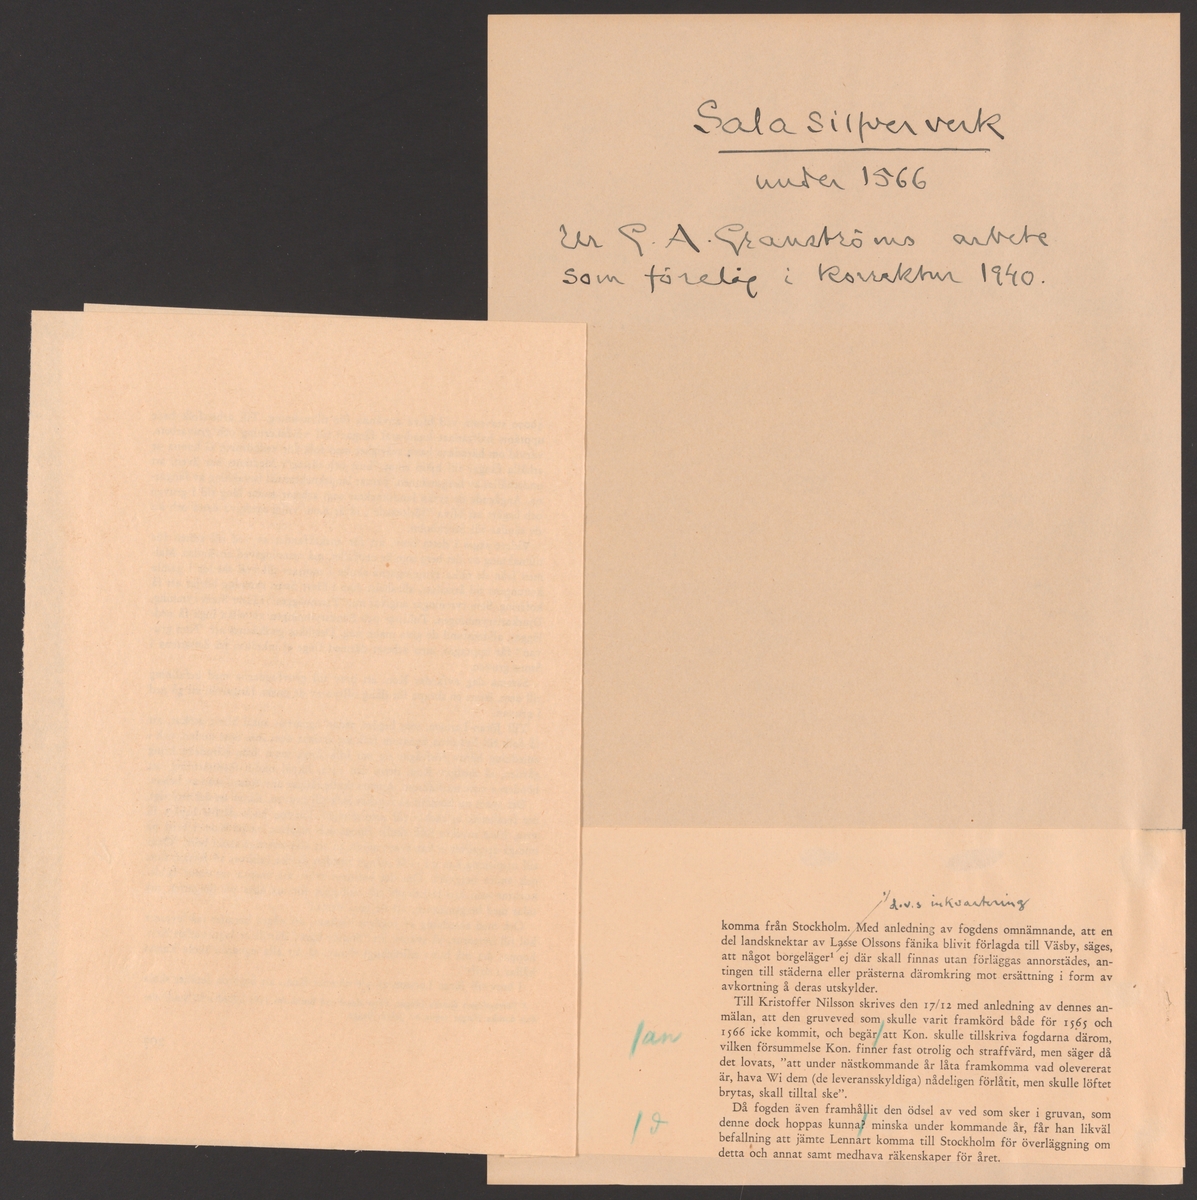 Sala Silfververk
under 1566
Ur G. A. Granströms arbete
som förelåg i korrektur 1940.
1/ d.v.s inkvartering
komma från Stockholm. Med anledning av fogdens omnämnande, att en
del landsknektar av Lasse Olssons fänika blivit förlagda till Väsby, säges,
att något borgeläger¹ ej där skall finnas utan förläggas annorstädes, an-
tingen till städerna eller prästerna däromkring mot ersättning i form av
avkortning å deras utskylder.
Till Kristoffer Nilsson skrives den 17/12 med anledning av dennes an-
mälan, att den gruveved som skulle varit framkörd både för 1565 och
1566 icke kommit, och begär/att Kon. skulle tillskriva fogdarna därom,
/an
vilken försummelse Kon. finner fast otrolig och straffvärd, men säger då
det lovats, "att under nästkommande år låta framkomma vad olevererat
är, hava Wi dem (de leveransskyldiga) nådeligen förlåtit, men skulle löftet
brytas, skall tilltal ske".
Då fogden även framhållit den ödsel av ved som sker i gruvan, som
denne dock hoppas kunna? minska under kommande år, får han likväl
befallning att jämte Lennart komma till Stockholm för överläggning om
detta och annat samt medhava räkenskaper för året.